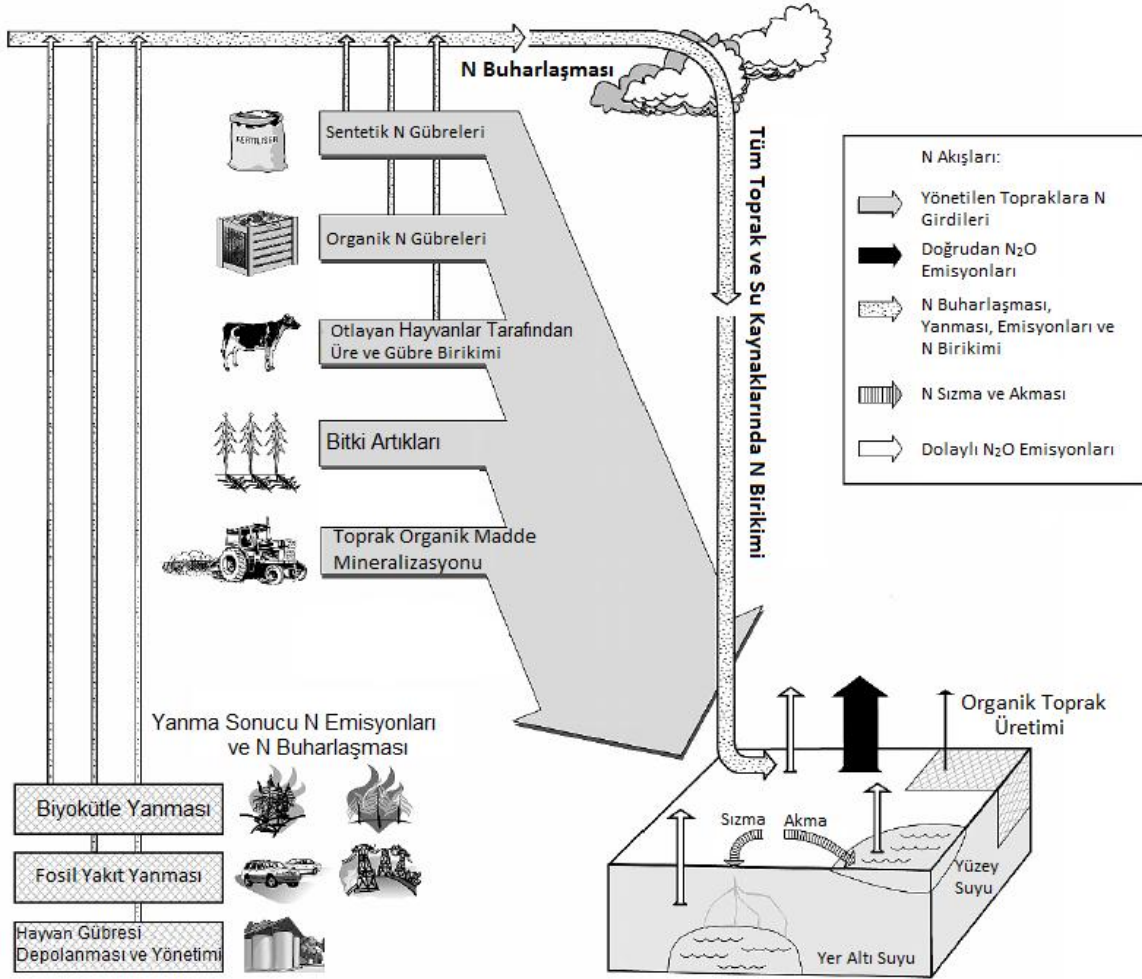 N Buharlaşması
FERTILISER
Sentetik N Gübreleri
Organik N Gübreleri
Otlayan Hayvanlar Tarafından
Üre ve Gübre Birikimi
Bitki Artıkları
Toprak Organik Madde
Mineralizasyonu
Tüm Toprak ve Su Kaynaklarında N Birikimi
N Akışları:
Yönetilen Topraklara N
Girdileri
Doğrudan N₂O
Emisyonları
N Buharlaşması,
Yanması, Emisyonları ve
N Birikimi
N Sızma ve Akması
Dolaylı N₂O Emisyonları
Yanma Sonucu N Emisyonları
ve N Buharlaşması
Biyokütle Yanması
Fosil Yakıt Yanması
Hayvan Gübresi
Depolanması ve Yönetimi
Organik Toprak
Üretimi
Sızma Akma
Yüzey
Suyu
Yer Altı Suyu